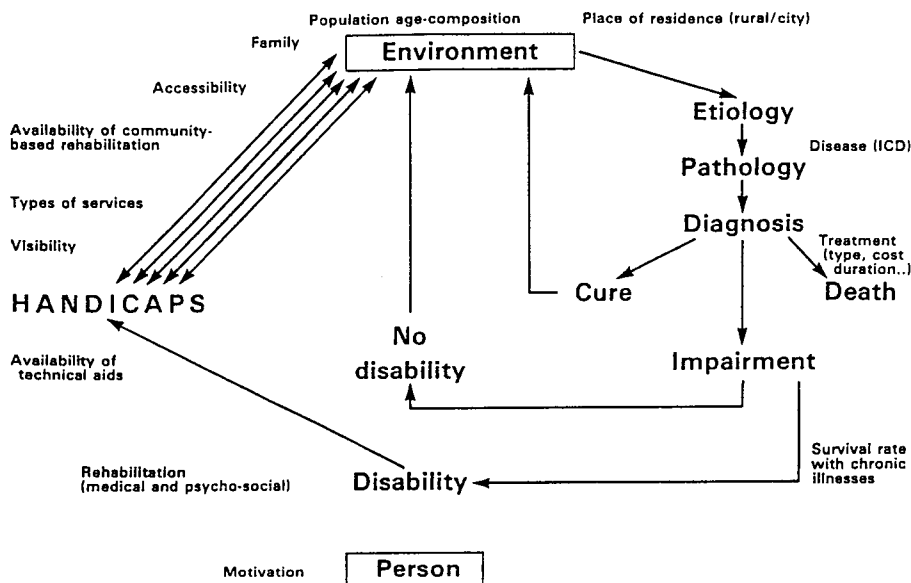 Population age-composition
Place of residence (rural/city)
Family
Environment
Accessibility
Etiology
Availability of community-
based rehabilitation
Disease (ICD)
Pathology
Types of services
Diagnosis
Visibility
Treatment
(type, cost
duration..)
HANDICAPS
Cure
Death
No
disability
Availability of
technical aids
Impairment
Survival rate
with chronic
illnesses
Rehabilitation
(medical and psycho-social)
Disability
Motivation
Person